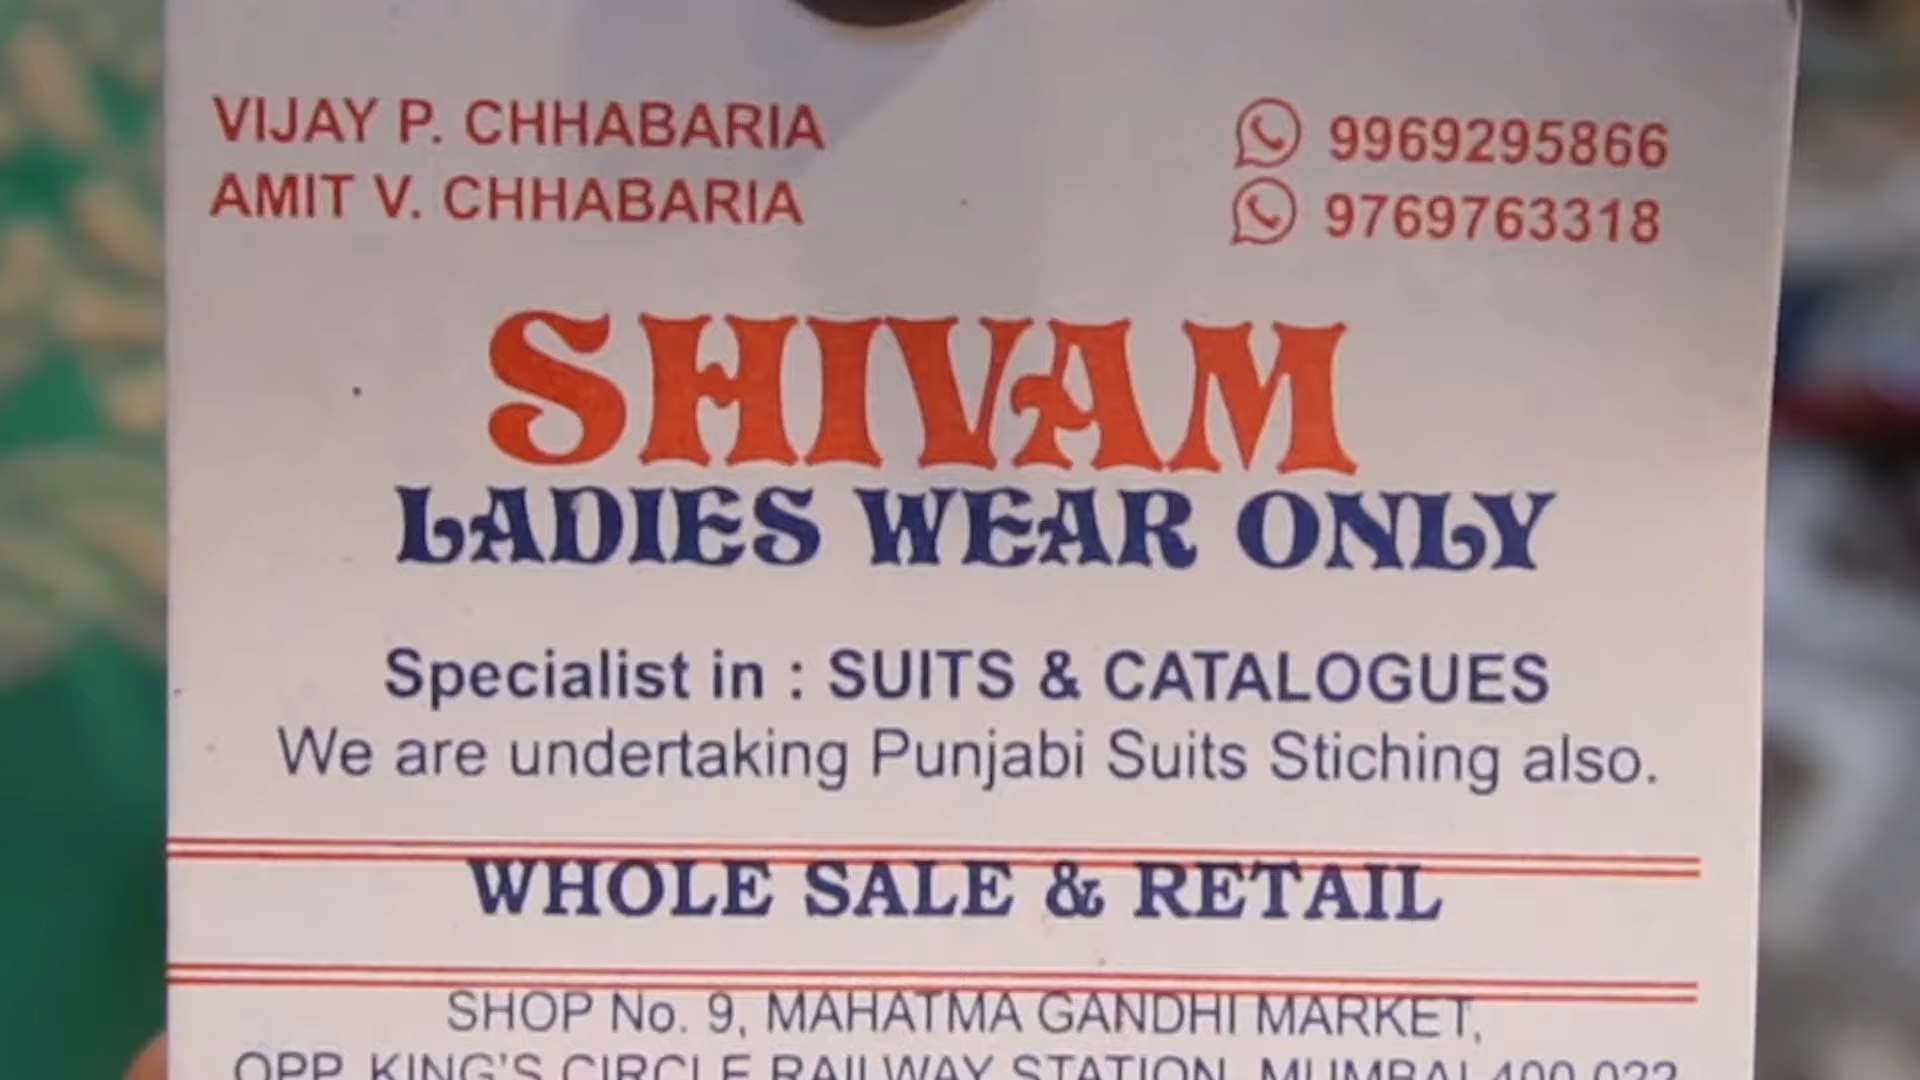 VIJAY P. CHHABARIA
AMIT V. CHHABARIA
9969295866
9769763318
SHIVAM
LADIES WEAR ONLY
Specialist in : SUITS & CATALOGUES
We are undertaking Punjabi Suits Stiching also.
WHOLE SALE & RETAIL
SHOP No. 9, MAHATMA GANDHI MARKET,
OPP. KING'S CIRCLE RAILWAY STATION, MUMBAI 400 022